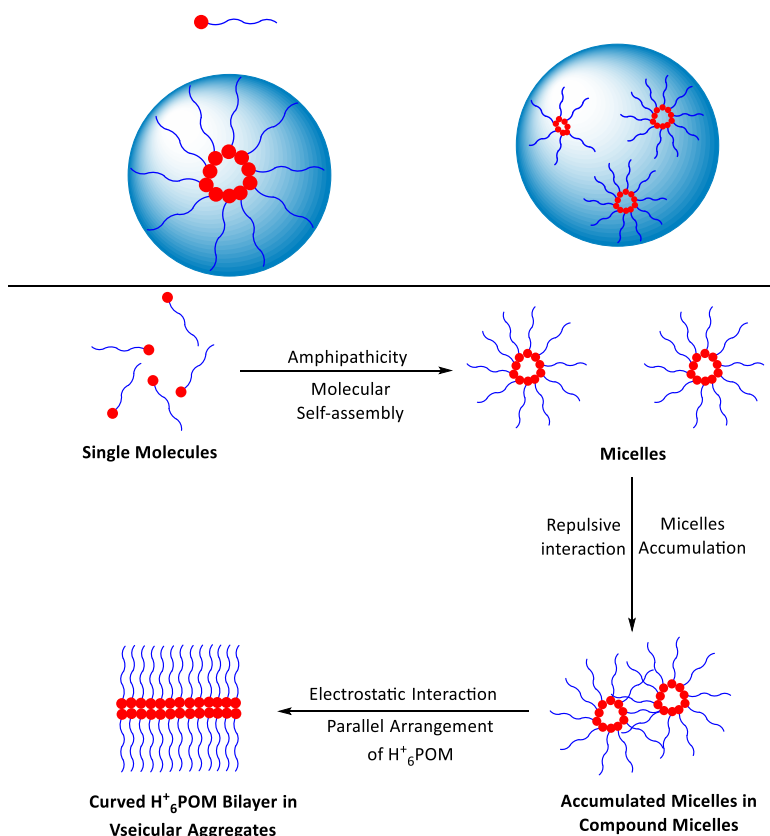 Amphipathicity
Molecular
Self-assembly
Single Molecules
Micelles
Repulsive
interaction
Micelles
Accumulation
Electrostatic Interaction
Parallel Arrangement
of H⁺₆POM
Curved H⁺₆POM Bilayer in
Vseicular Aggregates
Accumulated Micelles in
Compound Micelles